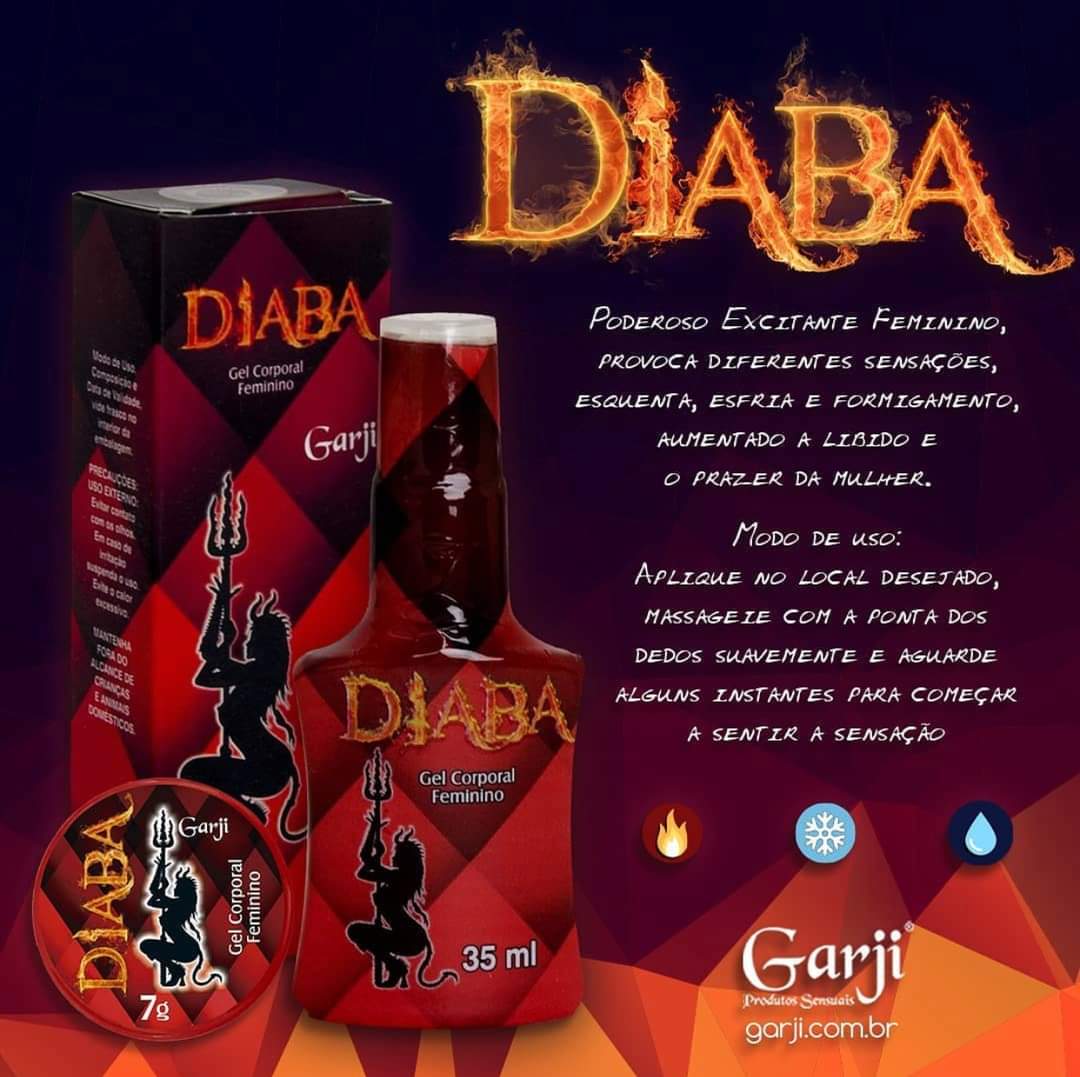 DIABA
PODEROSO EXCITANTE FEMININO,
PROVOCA DIFERENTES SENSAÇÕES,
ESQUENTA, ESFRIA E FORMIGAMENTO,
AUMENTADO A LIBIDO E
O PRAZER DA MULHER.
MODO DE USO:
APLIQUE NO LOCAL DESEJADO,
MASSAGEIE COM A PONTA DOS
DEDOS SUAVEMENTE E AGUARDE
ALGUNS INSTANTES PARA COMEÇAR
A SENTIR A SENSAÇÃO
DIABA
Gel Corporal
Feminino
Garji
Modo de Uso,
Composição e
Data de Validade,
vide frasco no
interior da
embalagem.
PRECAUÇÕES:
USO EXTERNO:
Evitar contato
com os olhos.
Em caso de
irritação
suspenda o uso.
Evite o calor
excessivo.
MANTENHA
FORA DO
ALCANCE DE
CRIANÇAS
E ANIMAIS
DOMÉSTICOS.
DIABA
Gel Corporal
Feminino
35 ml
DIABA
Garji
Gel Corporal
Feminino
7g
Garji®
Produtos Sensuais
garji.com.br